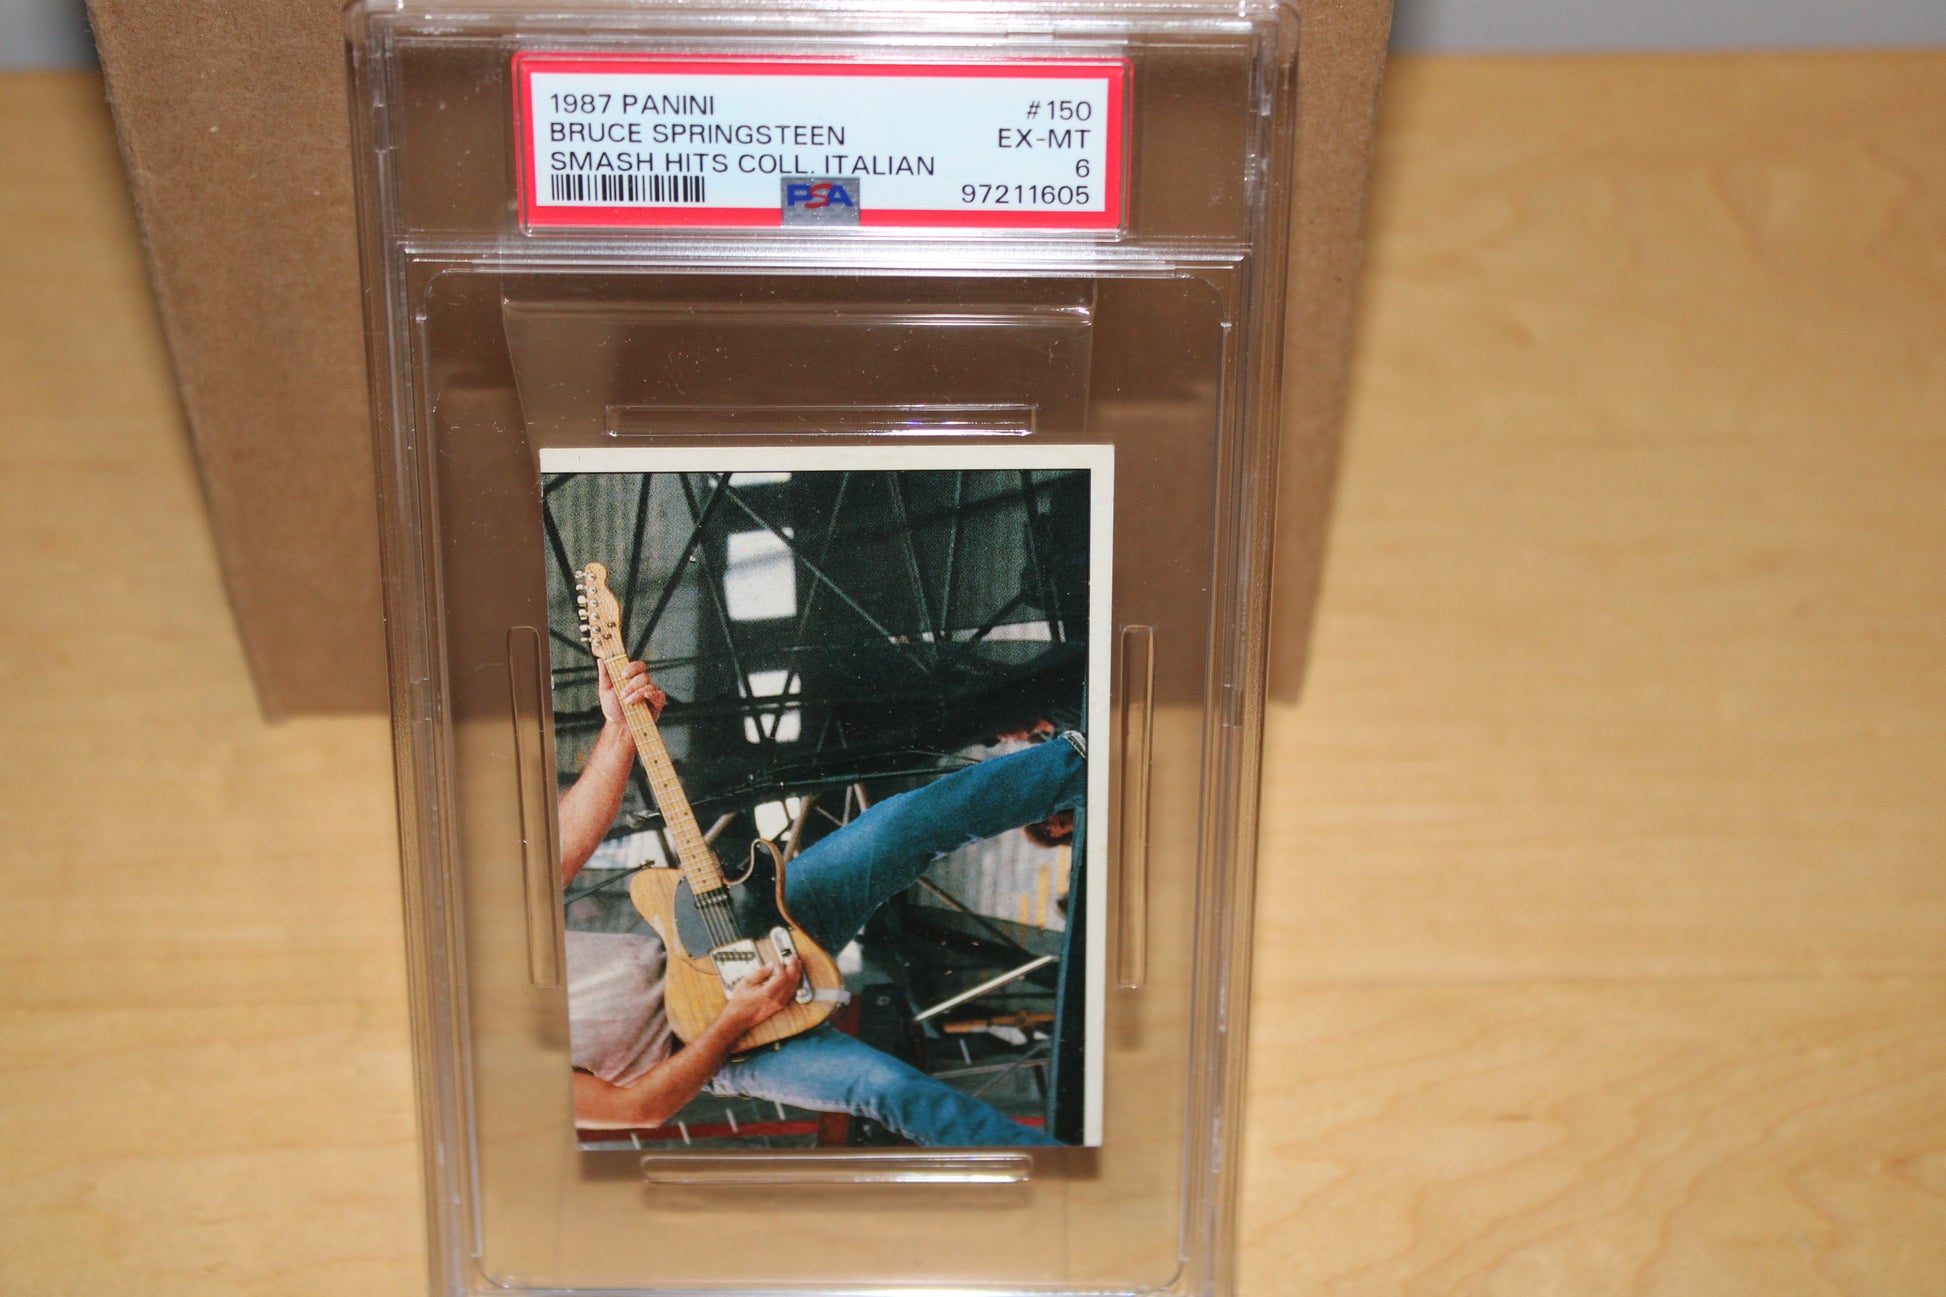 1987 PANINI #150
BRUCE SPRINGSTEEN EX-MT
SMASH HITS COLL. ITALIAN 6
PSA 97211605